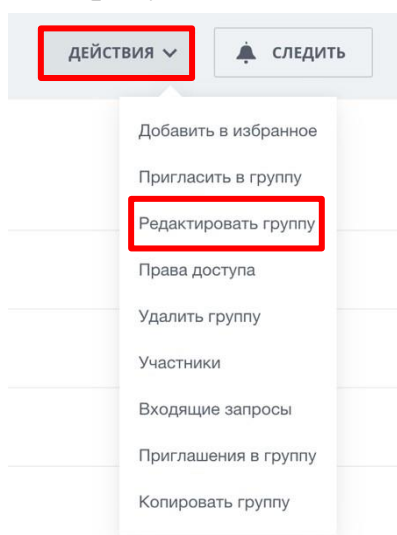 ДЕЙСТВИЯ СЛЕДИТЬ
Добавить в избранное
Пригласить в группу
Редактировать группу
Права доступа
Удалить группу
Участники
Входящие запросы
Приглашения в группу
Копировать группу